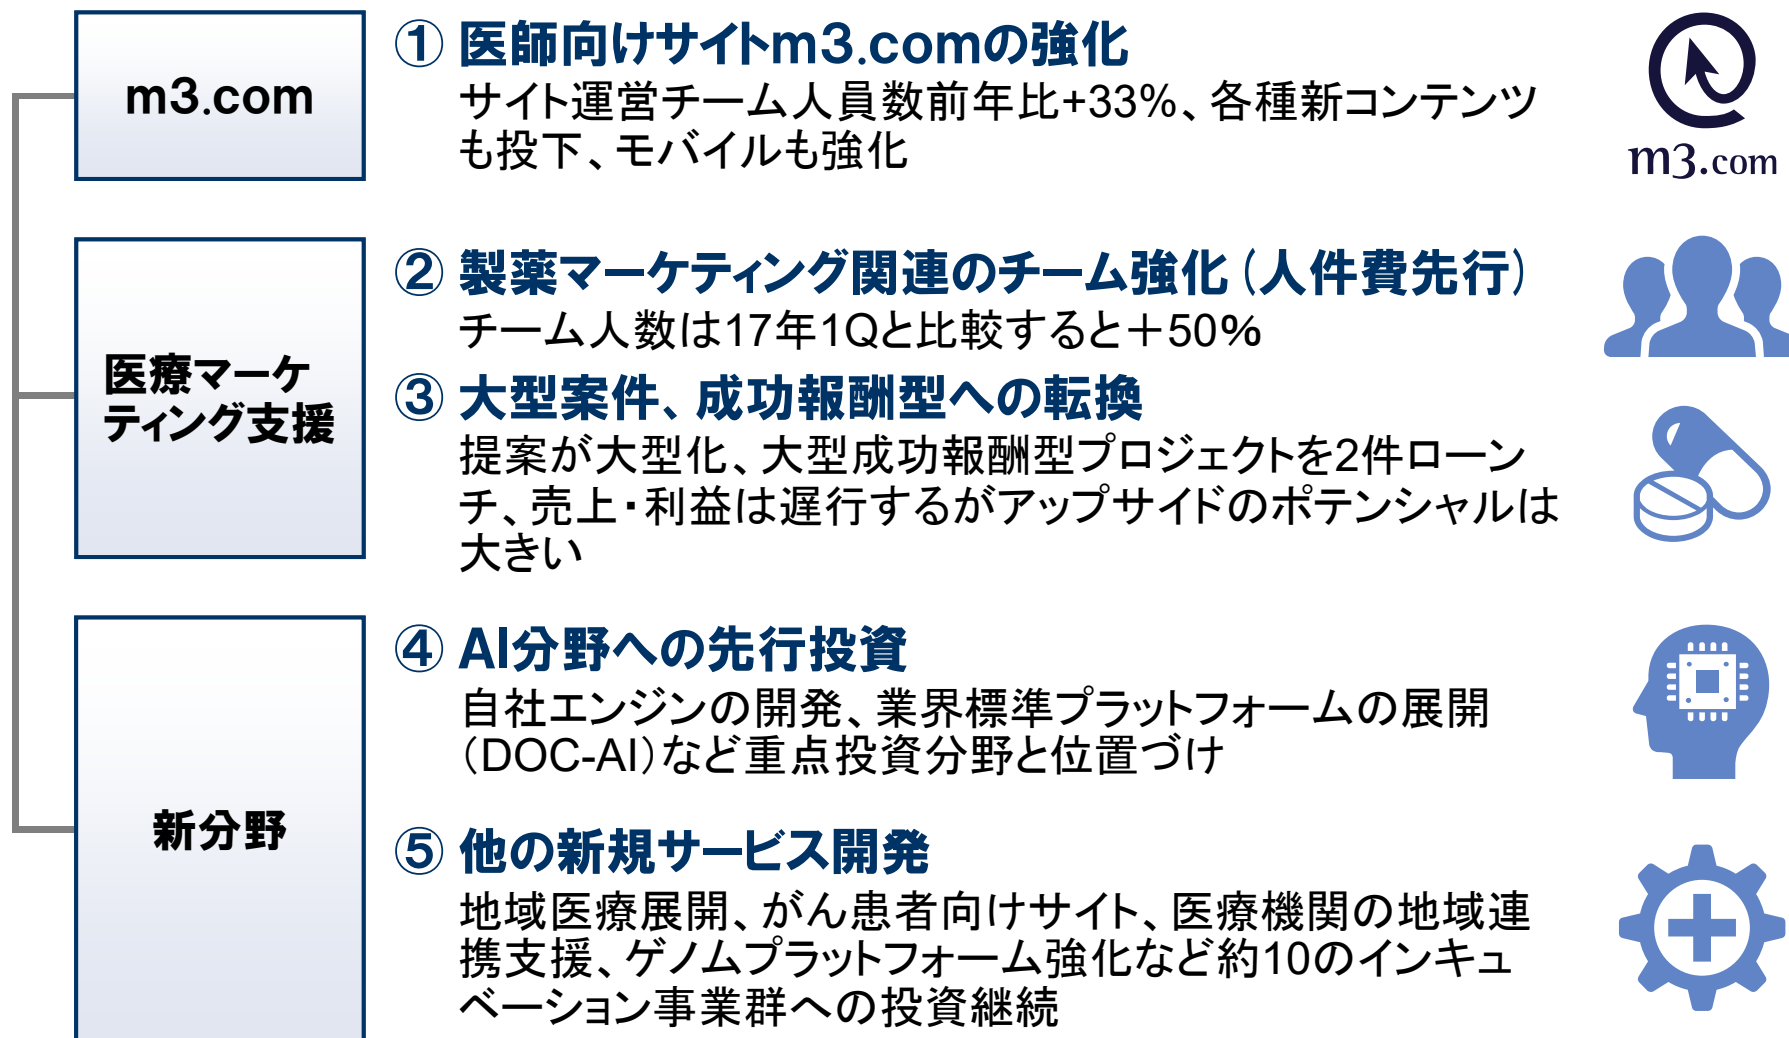 m3.com
① 医師向けサイトm3.comの強化
サイト運営チーム人員数前年比+33%、各種新コンテンツ
も投下、モバイルも強化
m3.com
医療マーケ
ティング支援
② 製薬マーケティング関連のチーム強化（人件費先行）
チーム人数は17年1Qと比較すると＋50%
③ 大型案件、成功報酬型への転換
提案が大型化、大型成功報酬型プロジェクトを2件ローン
チ、売上・利益は遅行するがアップサイドのポテンシャルは
大きい
新分野
④ AI分野への先行投資
自社エンジンの開発、業界標準プラットフォームの展開
（DOC-AI）など重点投資分野と位置づけ
⑤ 他の新規サービス開発
地域医療展開、がん患者向けサイト、医療機関の地域連
携支援、ゲノムプラットフォーム強化など約10のインキュ
ベーション事業群への投資継続